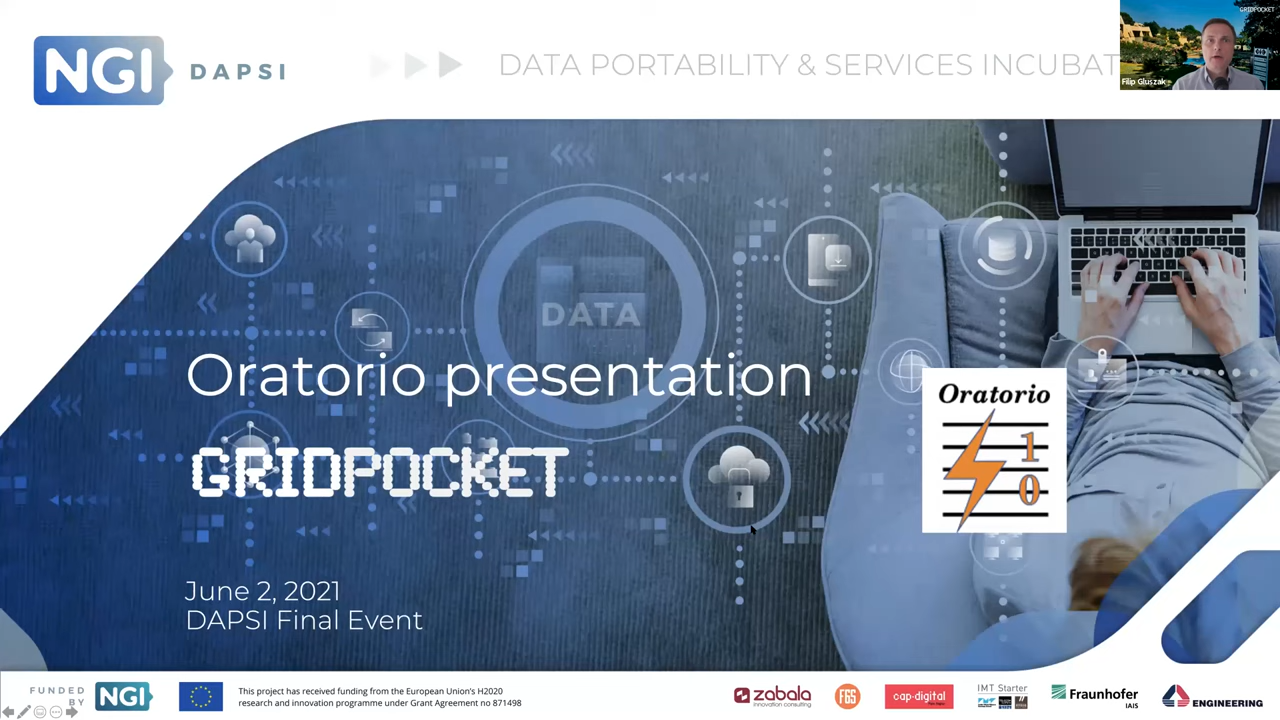 NGI
DAPSI
DATA PORTABILITY & SERVICES INCUBAT
GRIDPOCKET
Filip Gluszak
DATA
Oratorio presentation
GRIDPOCKET
Oratorio
1
0
June 2, 2021
DAPSI Final Event
FUNDED
BY
NGI
This project has received funding from the European Union's H2020
research and innovation programme under Grant Agreement no 871498
zabala
innovation consulting
FGS
cap·digital
IMT Starter
Fraunhofer
IAIS
ENGINEERING